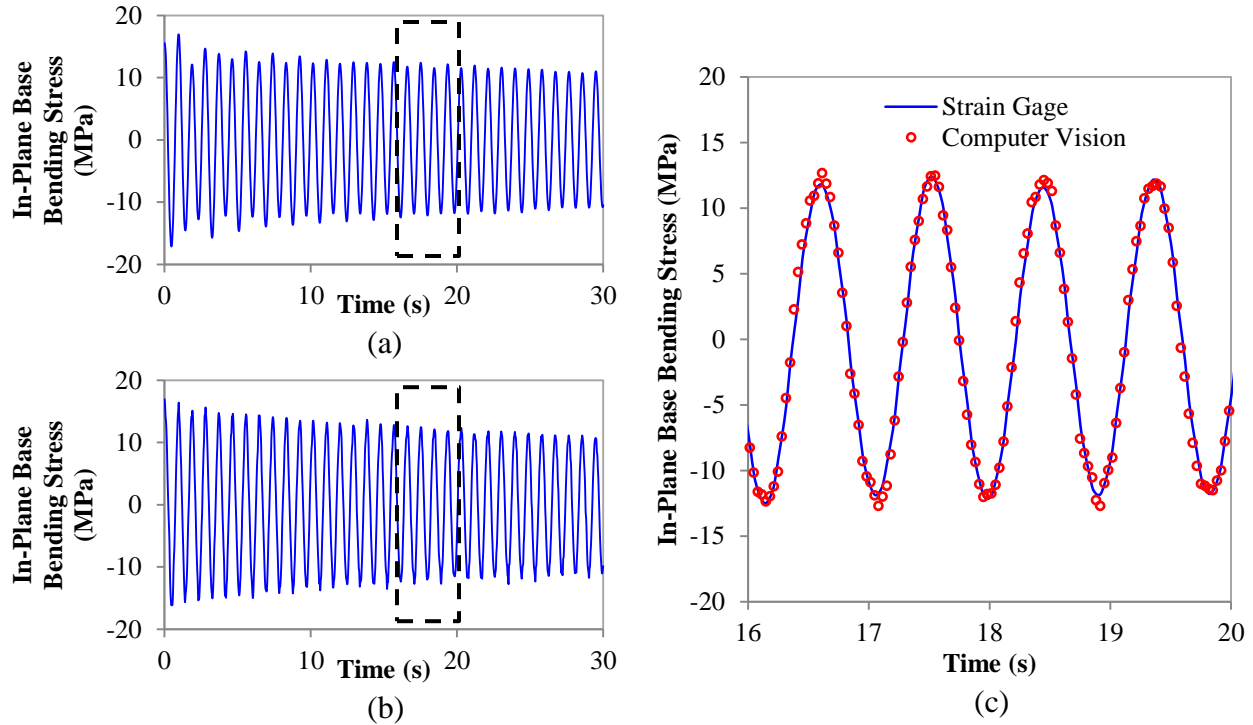 In-Plane Base
Bending Stress
(MPa)
20
10
0
-10
-20
0
10
20
30
Time (s)
(a)
In-Plane Base
Bending Stress
(MPa)
20
10
0
-10
-20
0
10
20
30
Time (s)
(b)
In-Plane Base Bending Stress (MPa)
20
15
10
5
0
-5
-10
-15
-20
Strain Gage
Computer Vision
16
17
18
19
20
Time (s)
(c)